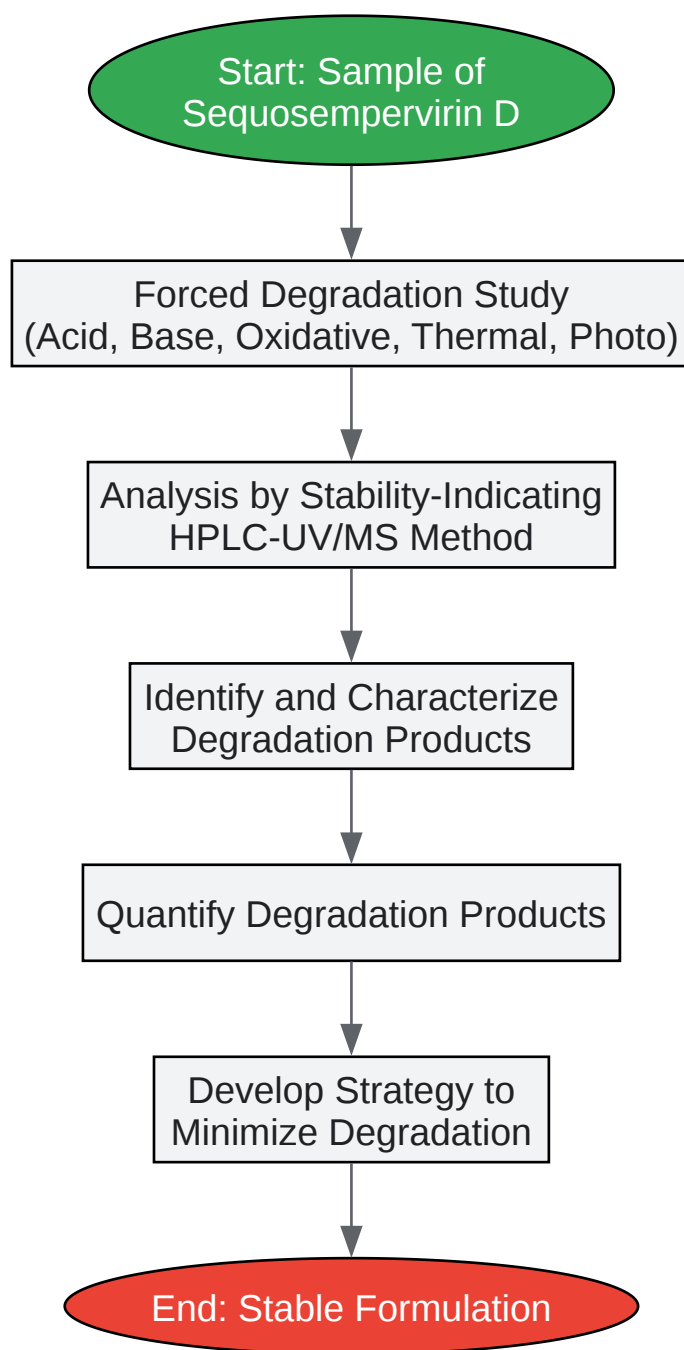 Start: Sample of
Sequosempervirin D
Forced Degradation Study
(Acid, Base, Oxidative, Thermal, Photo)
Analysis by Stability-Indicating
HPLC-UV/MS Method
Identify and Characterize
Degradation Products
Quantify Degradation Products
Develop Strategy to
Minimize Degradation
End: Stable Formulation